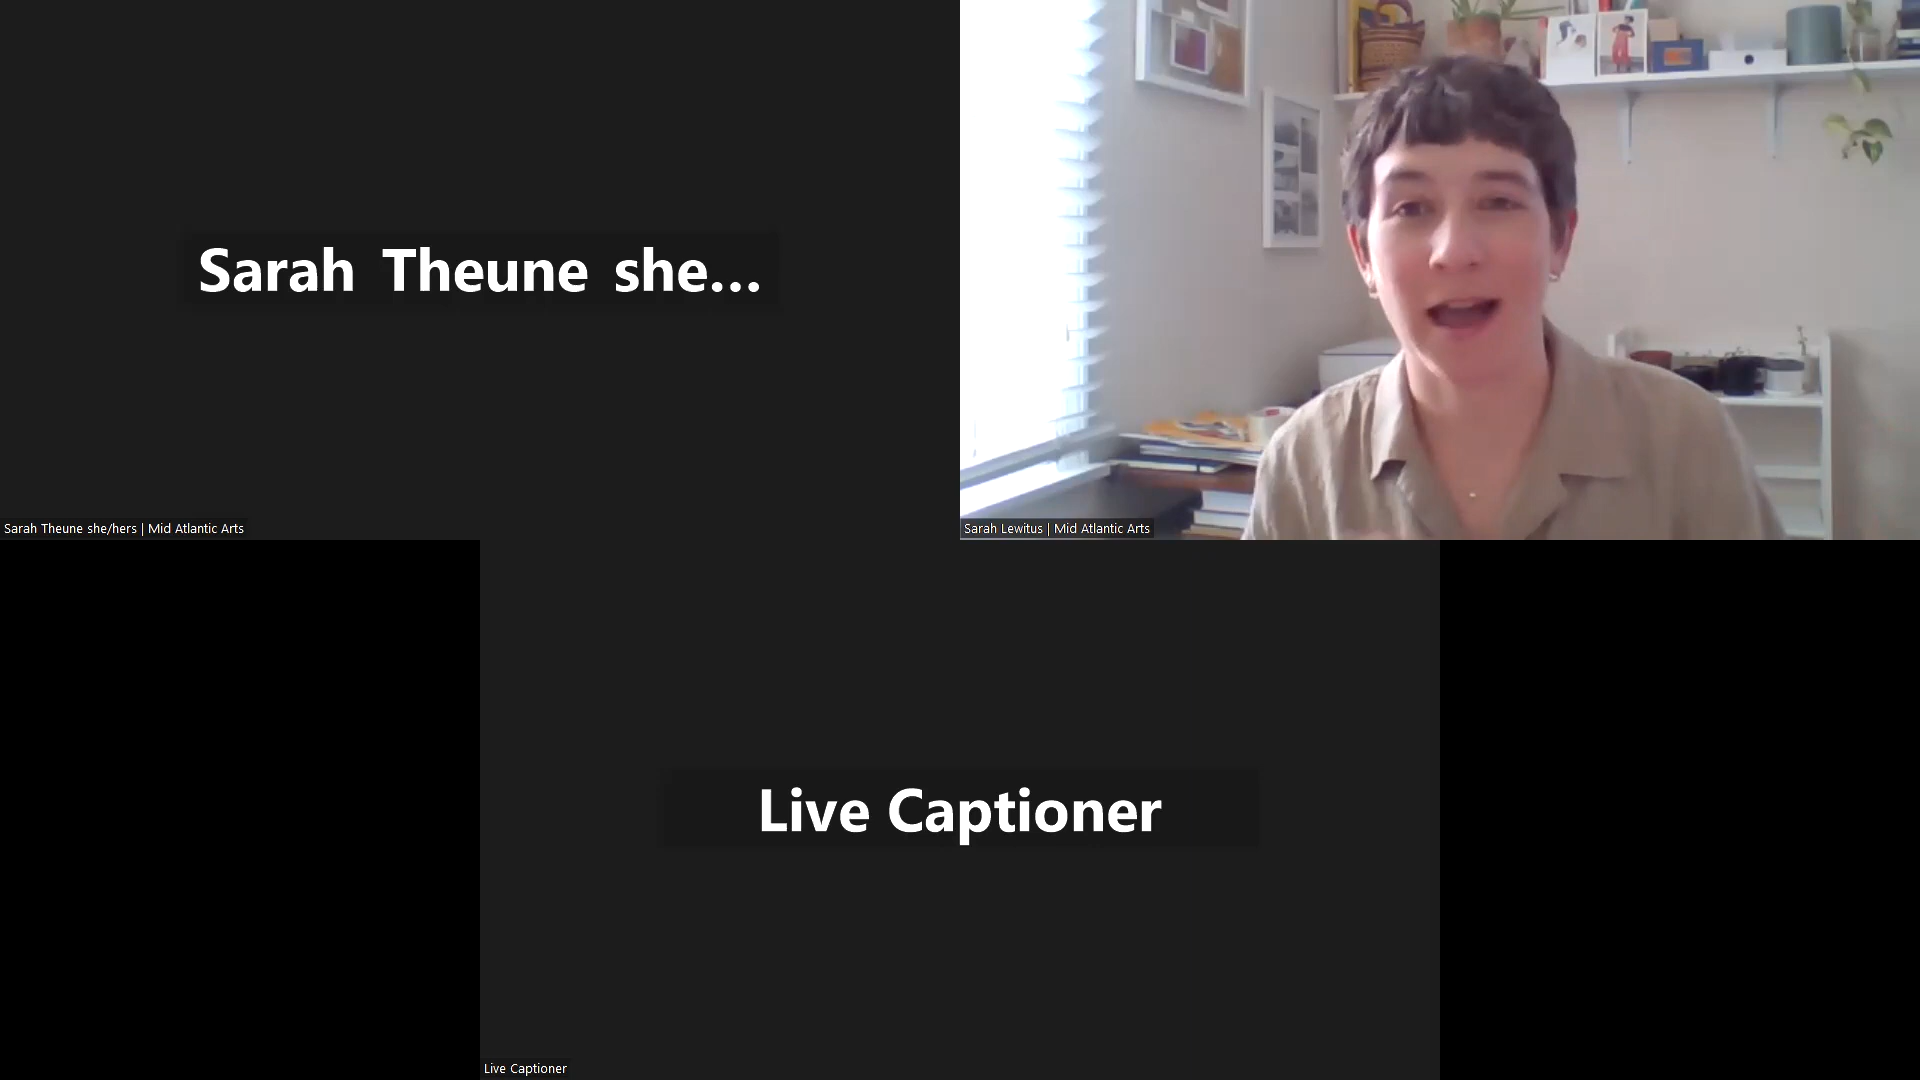 Sarah Theune she...
Sarah Theune she/hers | Mid Atlantic Arts
Sarah Lewitus | Mid Atlantic Arts
Live Captioner
Live Captioner